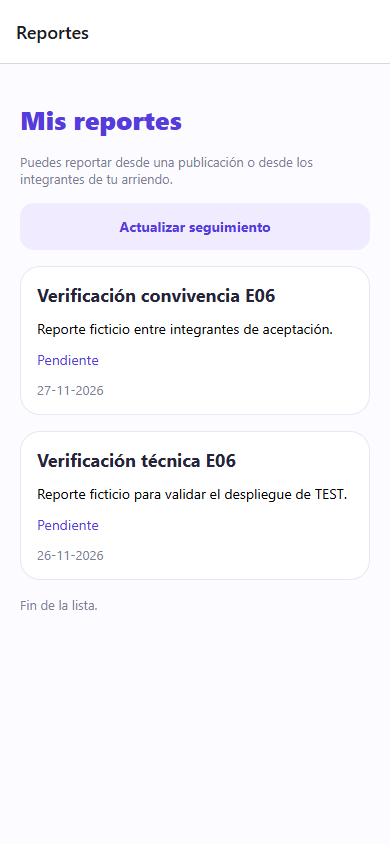 Reportes
Mis reportes
Puedes reportar desde una publicación o desde los
integrantes de tu arriendo.
Actualizar seguimiento
Verificación convivencia E06
Reporte ficticio entre integrantes de aceptación.
Pendiente
27-11-2026
Verificación técnica E06
Reporte ficticio para validar el despliegue de TEST.
Pendiente
26-11-2026
Fin de la lista.